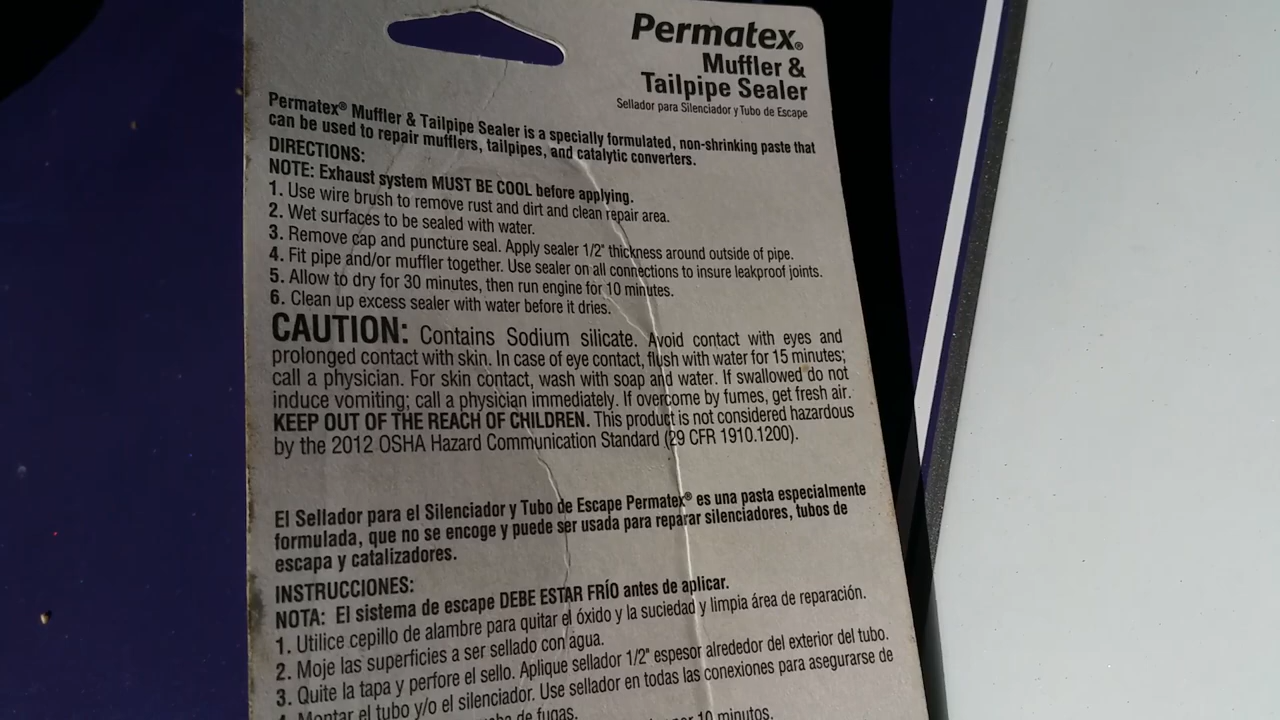 Permatex®
Muffler &
Tailpipe Sealer
Sellador para Silenciador y Tubo de Escape
Permatex® Muffler & Tailpipe Sealer is a specially formulated, non-shrinking paste that
can be used to repair mufflers, tailpipes, and catalytic converters.
DIRECTIONS:
NOTE: Exhaust system MUST BE COOL before applying.
1. Use wire brush to remove rust and dirt and clean repair area.
2. Wet surfaces to be sealed with water.
3. Remove cap and puncture seal. Apply sealer 1/2" thickness around outside of pipe.
4. Fit pipe and/or muffler together. Use sealer on all connections to insure leakproof joints.
5. Allow to dry for 30 minutes, then run engine for 10 minutes.
6. Clean up excess sealer with water before it dries.
CAUTION: Contains Sodium silicate. Avoid contact with eyes and
prolonged contact with skin. In case of eye contact, flush with water for 15 minutes;
call a physician. For skin contact, wash with soap and water. If swallowed do not
induce vomiting; call a physician immediately. If overcome by fumes, get fresh air.
KEEP OUT OF THE REACH OF CHILDREN. This product is not considered hazardous
by the 2012 OSHA Hazard Communication Standard (29 CFR 1910.1200).
El Sellador para el Silenciador y Tubo de Escape Permatex® es una pasta especialmente
formulada, que no se encoge y puede ser usada para reparar silenciadores, tubos de
escapa y catalizadores.
INSTRUCCIONES:
NOTA: El sistema de escape DEBE ESTAR FRÍO antes de aplicar.
1. Utilice cepillo de alambre para quitar el óxido y la suciedad y limpia área de reparación.
2. Moje las superficies a ser sellado con agua.
3. Quite la tapa y perfore el sello. Aplique sellador 1/2" espesor alrededor del exterior del tubo.
4. Montar el tubo y/o el silenciador. Use sellador en todas las conexiones para asegurarse de
de fugas.
10 minutos.